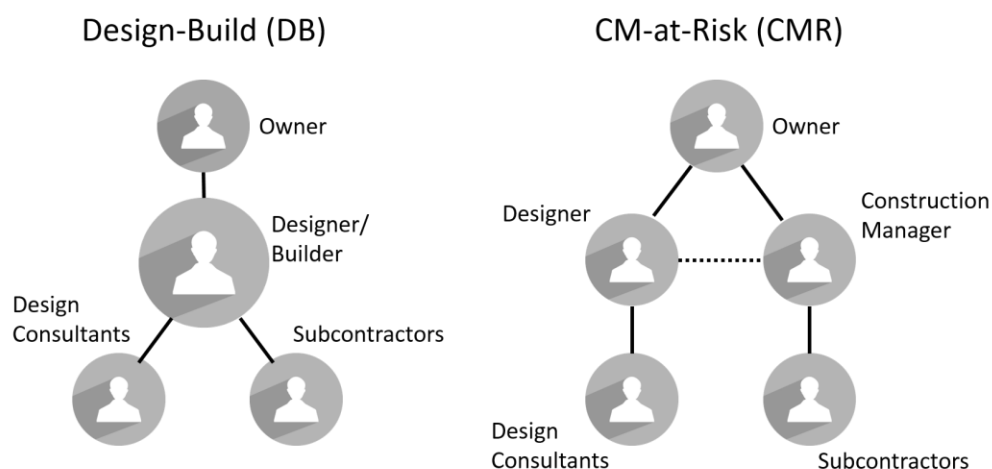 Design-Build (DB)
Owner
Designer/
Builder
Design
Consultants
Subcontractors
CM-at-Risk (CMR)
Owner
Designer
Construction
Manager
Design
Consultants
Subcontractors